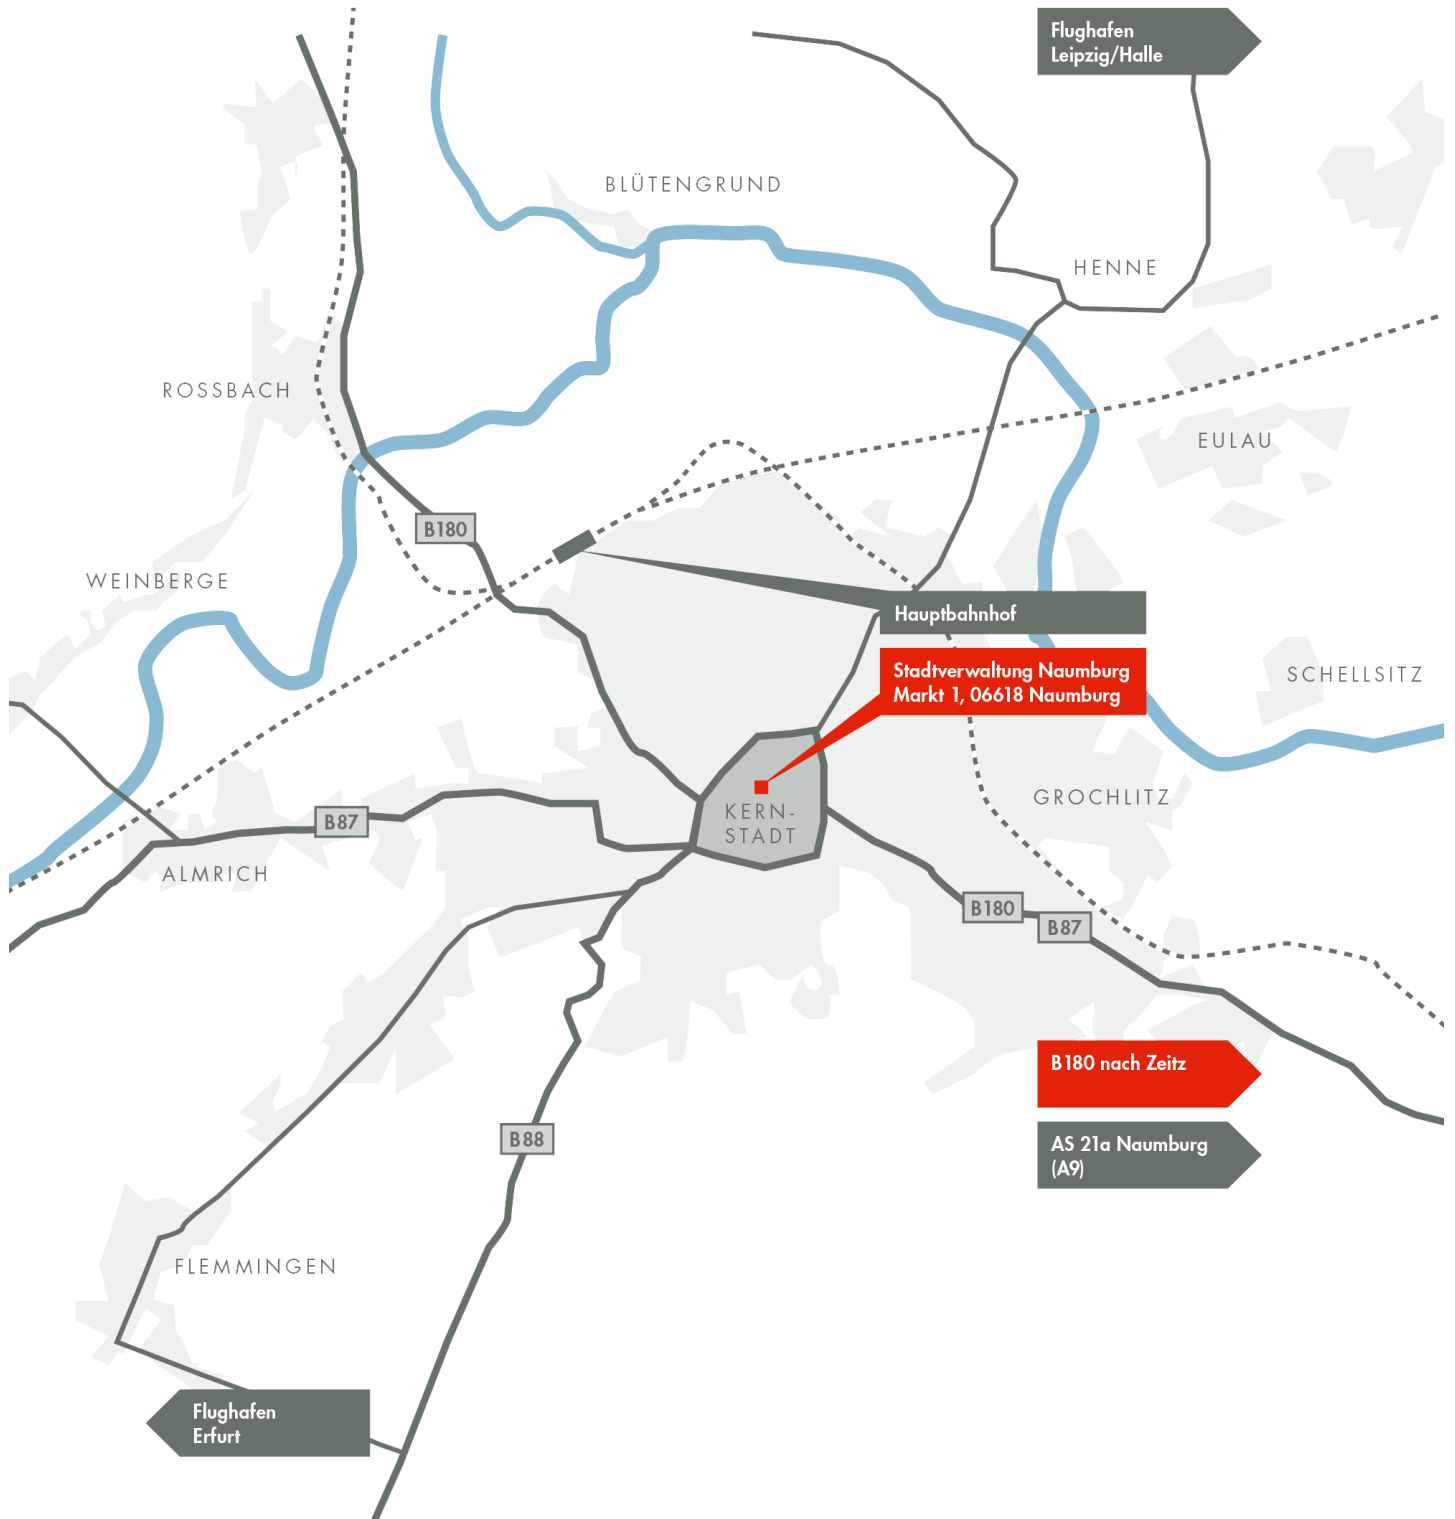 Flughafen
Leipzig/Halle
BLÜTENGRUND
HENNE
ROSSBACH
EULAU
B180
WEINBERGE
Hauptbahnhof
Stadtverwaltung Naumburg
Markt 1, 06618 Naumburg
SCHELLSITZ
GROCHLITZ
KERN-
STADT
B87
ALMRICH
B180
B87
B180 nach Zeitz
B88
AS 21a Naumburg
(A9)
FLEMMINGEN
Flughafen
Erfurt